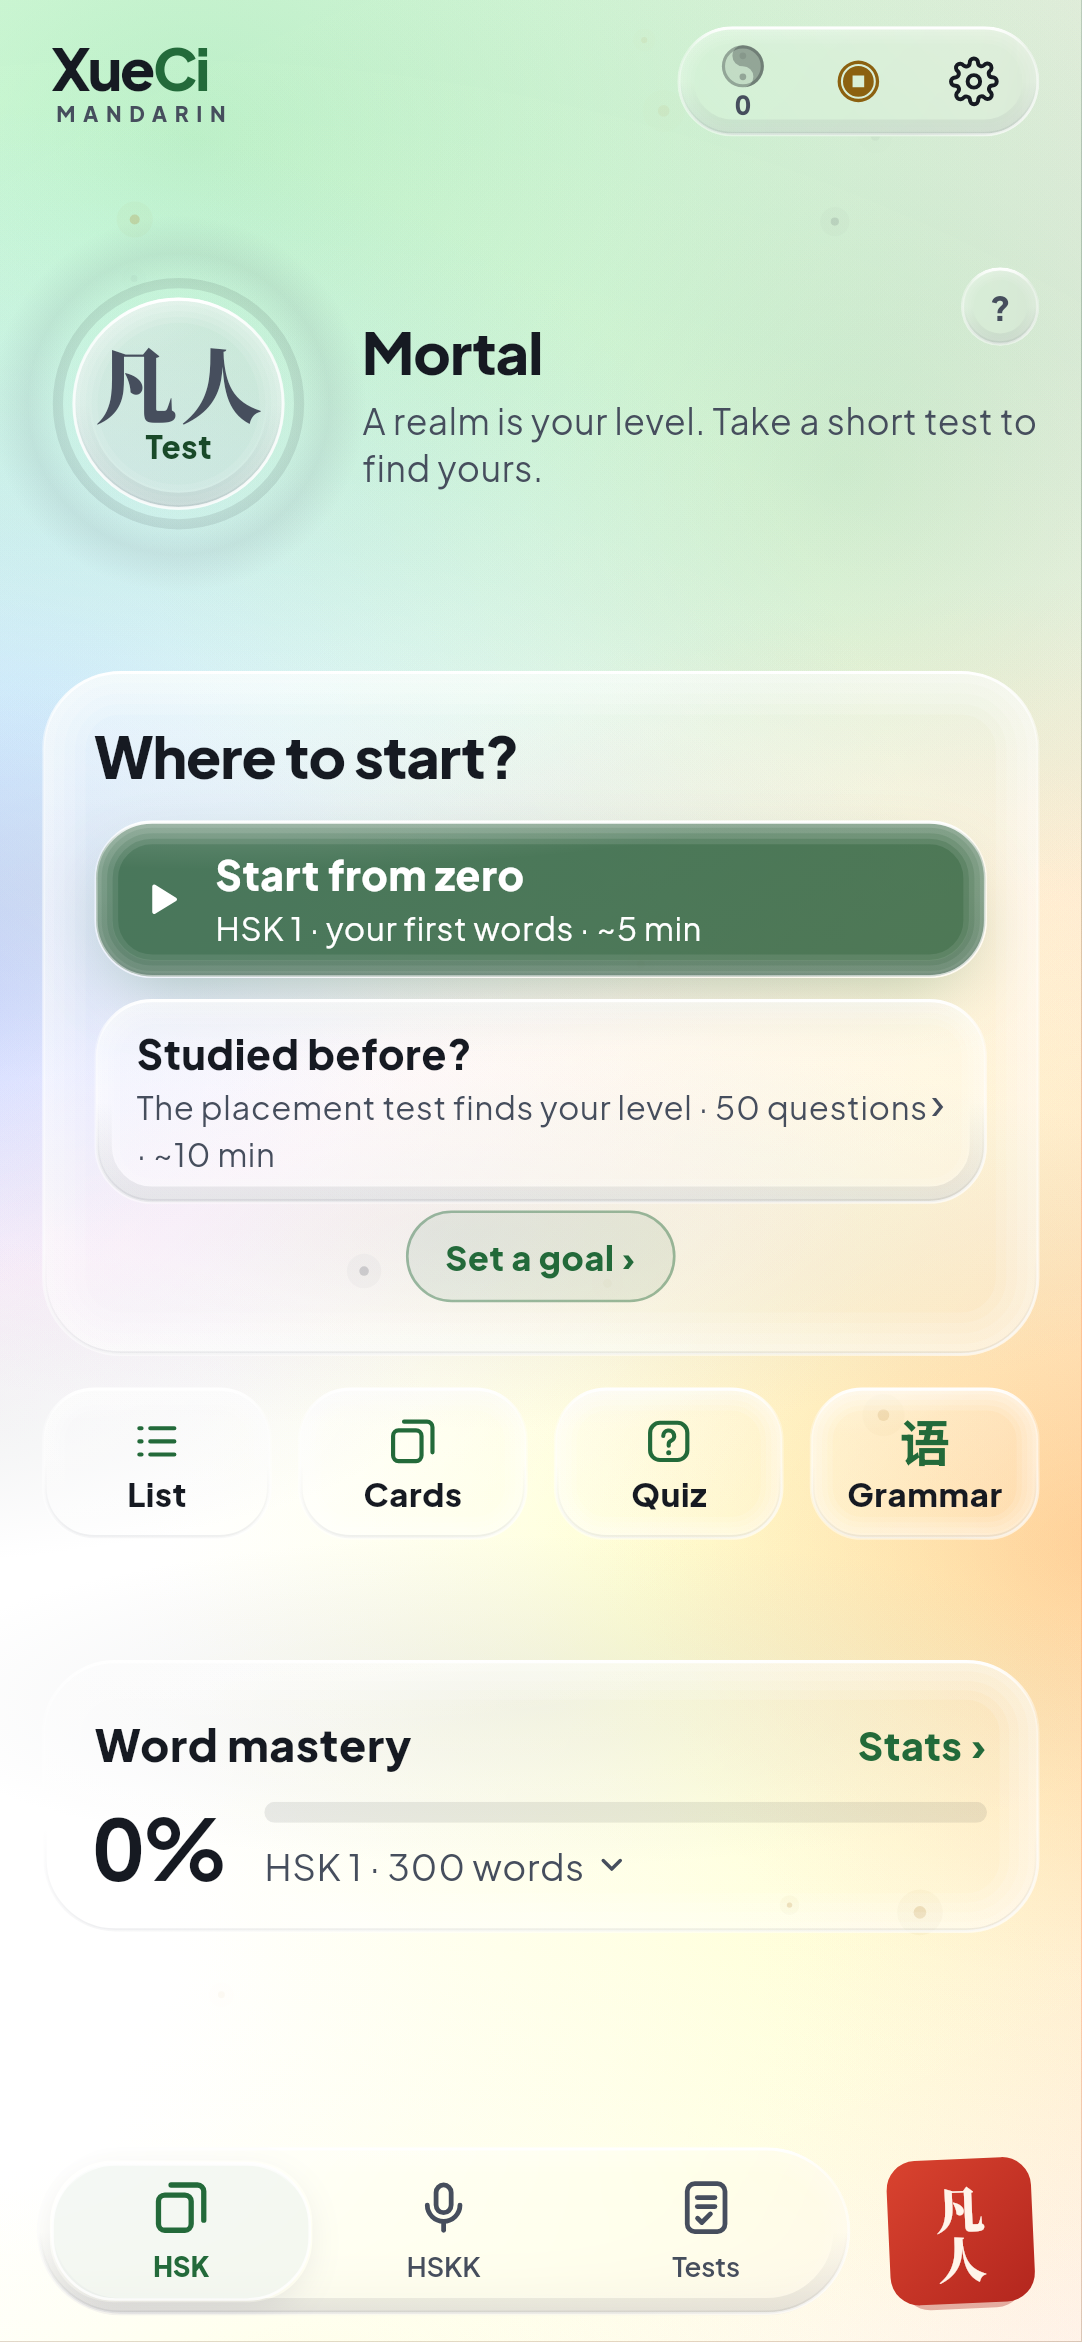 XueCi
MANDARIN
0
?
凡人
Test
Mortal
A realm is your level. Take a short test to
find yours.
Where to start?
Start from zero
HSK 1 · your first words · ~5 min
Studied before?
The placement test finds your level · 50 questions ›
· ~10 min
Set a goal ›
List
Cards
Quiz
语
Grammar
Word mastery
Stats ›
0%
HSK 1 · 300 words
HSK
HSKK
Tests
凡
人